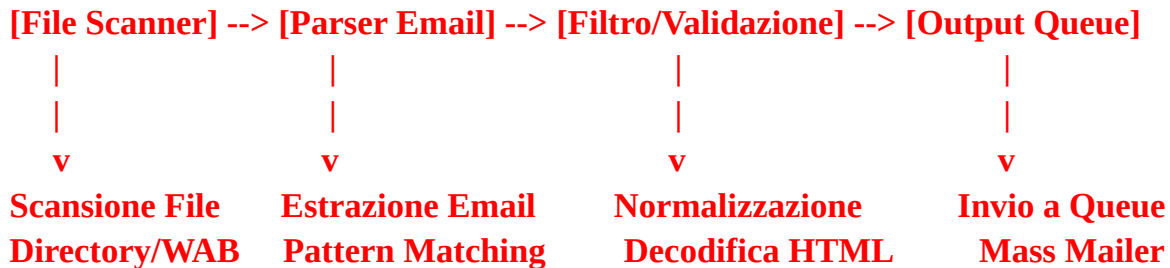 [File Scanner] --> [Parser Email] --> [Filtro/Validazione] --> [Output Queue]
| | | |
| | | |
v v v v
Scansione File Estrazione Email Normalizzazione Invio a Queue
Directory/WAB Pattern Matching Decodifica HTML Mass Mailer